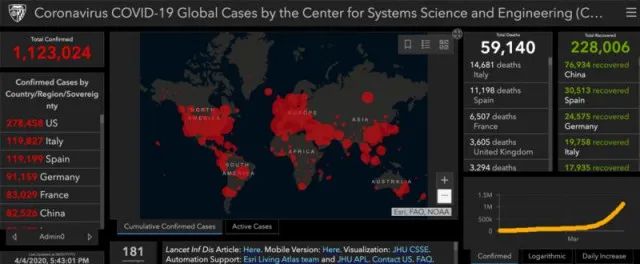 Coronavirus COVID-19 Global Cases by the Center for Systems Science and Engineering (C...
Total Confirmed
1,123,024
Confirmed Cases by
Country/Region/Sovereig
nty
278,458 US
119,827 Italy
119,199 Spain
91,159 Germany
83,029 France
82,526 China
Admin0
Last Updated at (M/D/YYYY)
4/4/2020, 5:43:01 PM
NORTH
AMERICA
EUROPE
ASIA
AFRICA
SOUTH
AMERICA
AUSTRALIA
+
−
Esri, FAO, NOAA
Cumulative Confirmed Cases
Active Cases
181
Lancet Inf Dis Article: Here. Mobile Version: Here. Visualization: JHU CSSE.
Automation Support: Esri Living Atlas team and JHU APL. Contact US. FAQ.
Total Deaths
59,140
14,681 deaths
Italy
11,198 deaths
Spain
6,507 deaths
France
3,605 deaths
United Kingdom
3,294 deaths
Total Recovered
228,006
76,934 recovered
China
30,513 recovered
Spain
24,575 recovered
Germany
19,758 recovered
Italy
17,935 recovered
1.5M
1M
500k
0
Mar
Confirmed
Logarithmic
Daily Increase